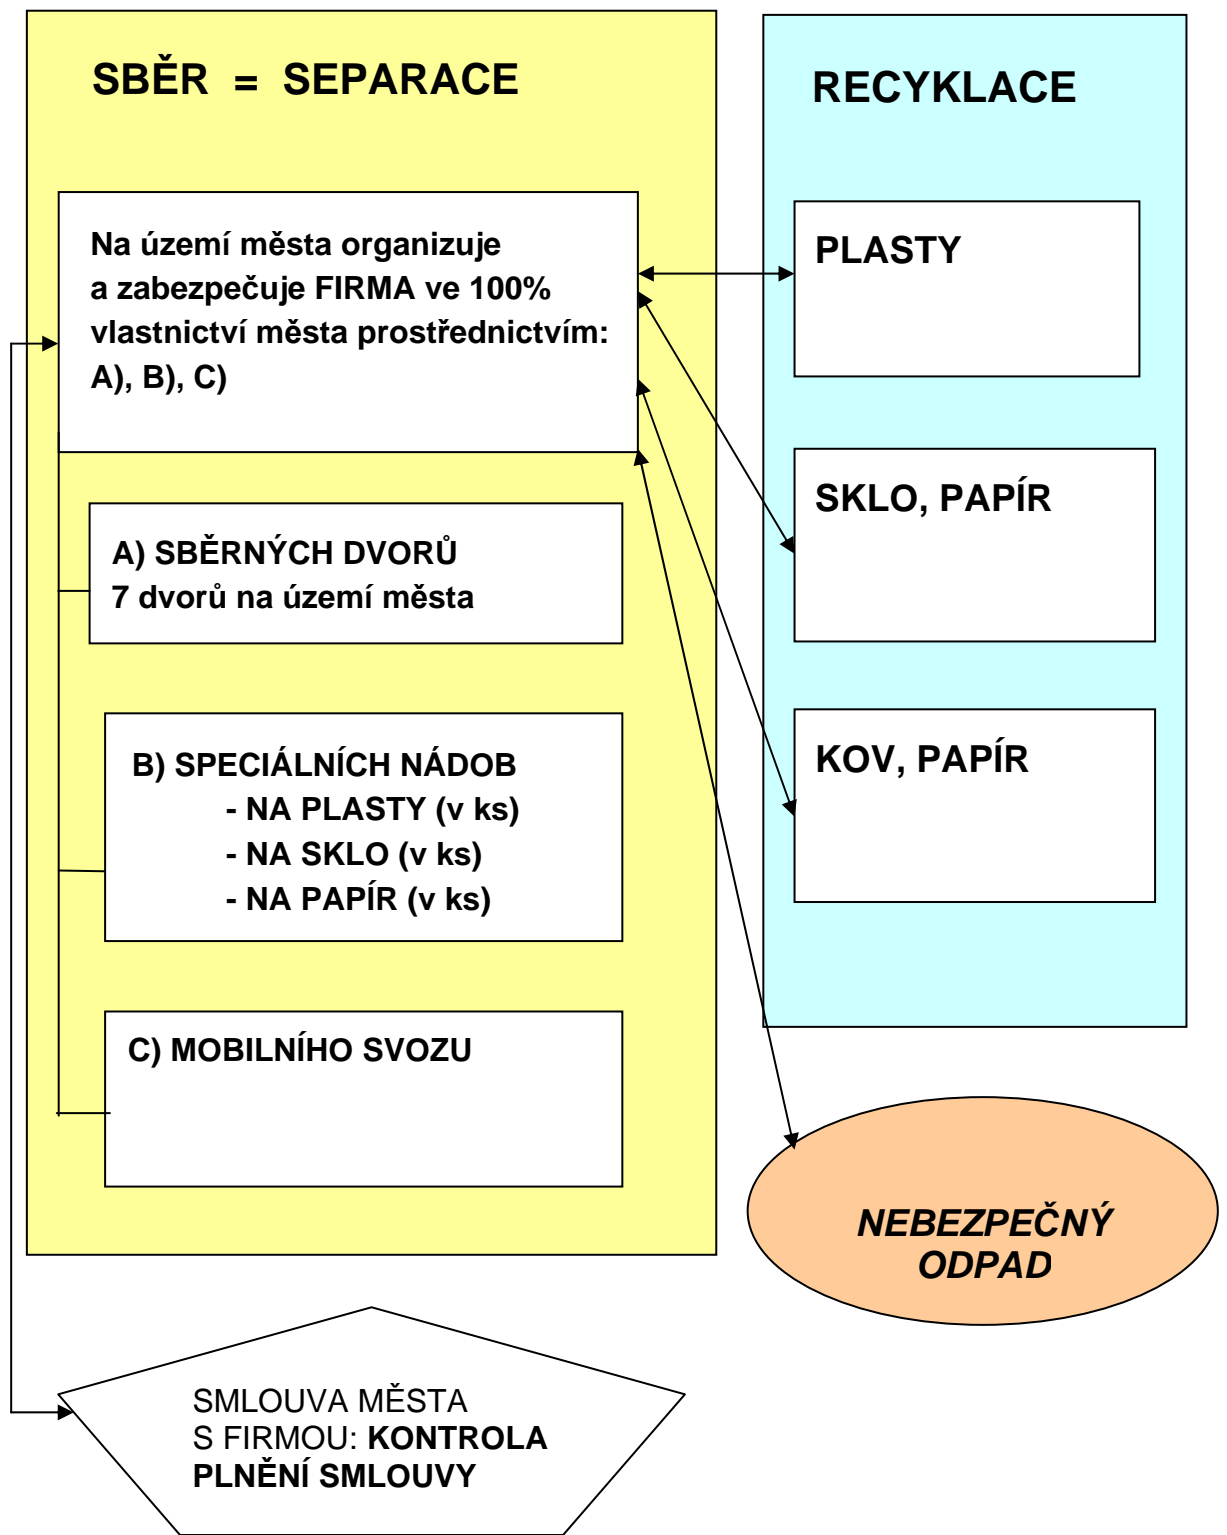 SBĚR = SEPARACE
Na území města organizuje
a zabezpečuje FIRMA ve 100%
vlastnictví města prostřednictvím:
A), B), C)
A) SBĚRNÝCH DVORŮ
7 dvorů na území města
B) SPECIÁLNÍCH NÁDOB
- NA PLASTY (v ks)
- NA SKLO (v ks)
- NA PAPÍR (v ks)
C) MOBILNÍHO SVOZU
RECYKLACE
PLASTY
SKLO, PAPÍR
KOV, PAPÍR
NEBEZPEČNÝ
ODPAD
SMLOUVA MĚSTA
S FIRMOU: KONTROLA
PLNĚNÍ SMLOUVY